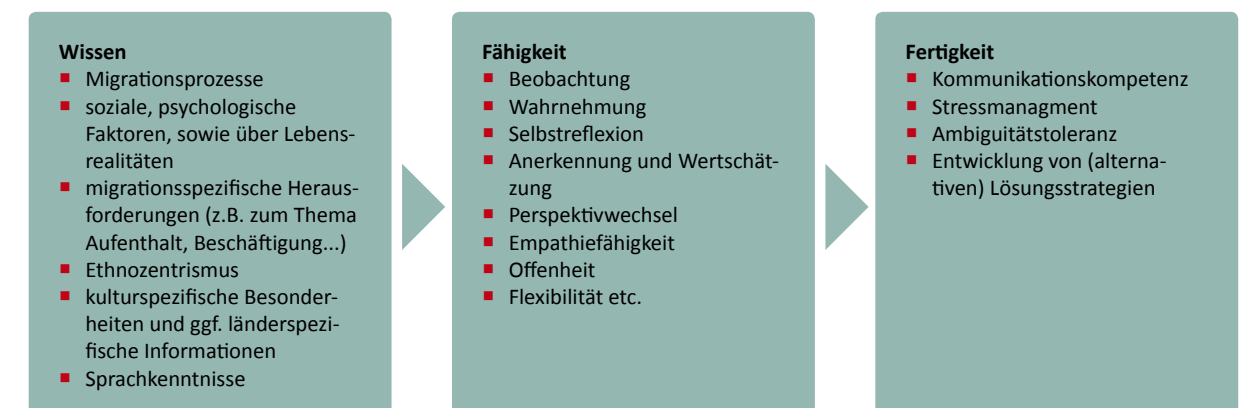 Wissen
Migrationsprozesse
soziale, psychologische
Faktoren, sowie über Lebens-
realitäten
migrationsspezifische Heraus-
forderungen (z.B. zum Thema
Aufenthalt, Beschäftigung...)
Ethnozentrismus
kulturspezifische Besonder-
heiten und ggf. länderspezi-
fische Informationen
Sprachkenntnisse
Fähigkeit
Beobachtung
Wahrnehmung
Selbstreflexion
Anerkennung und Wertschät-
zung
Perspektivwechsel
Empathiefähigkeit
Offenheit
Flexibilität etc.
Fertigkeit
Kommunikationskompetenz
Stressmanagment
Ambiguitätstoleranz
Entwicklung von (alterna-
tiven) Lösungsstrategien